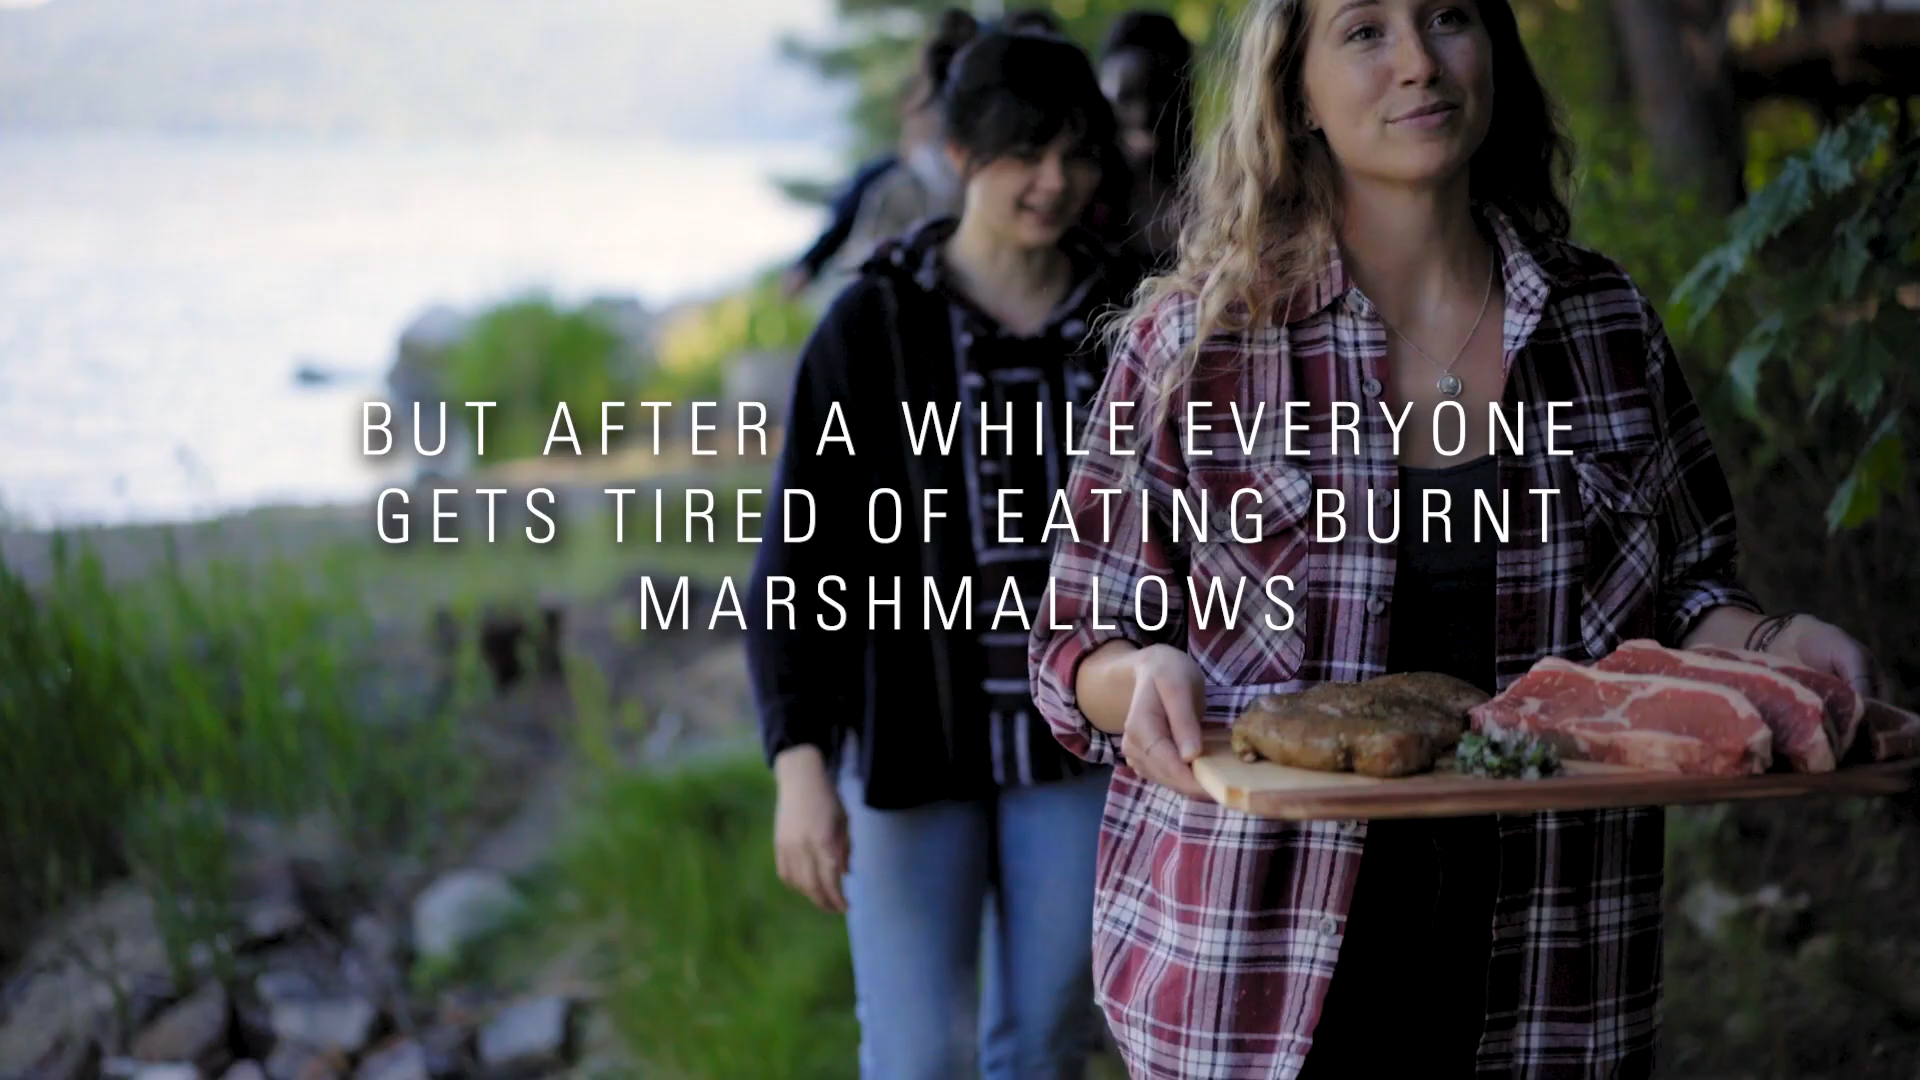 BUT AFTER A WHILE EVERYONE
GETS TIRED OF EATING BURNT
MARSHMALLOWS